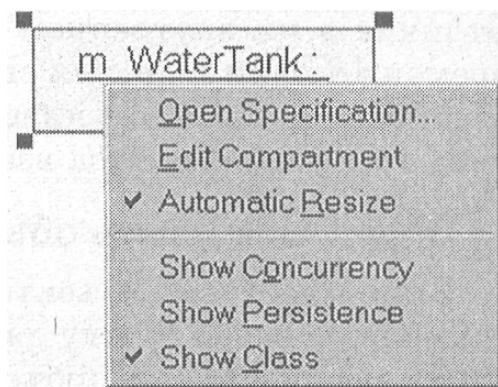 m_WaterTank :
Open Specification...
Edit Compartment
✓ Automatic Resize
Show Concurrency
Show Persistence
✓ Show Class